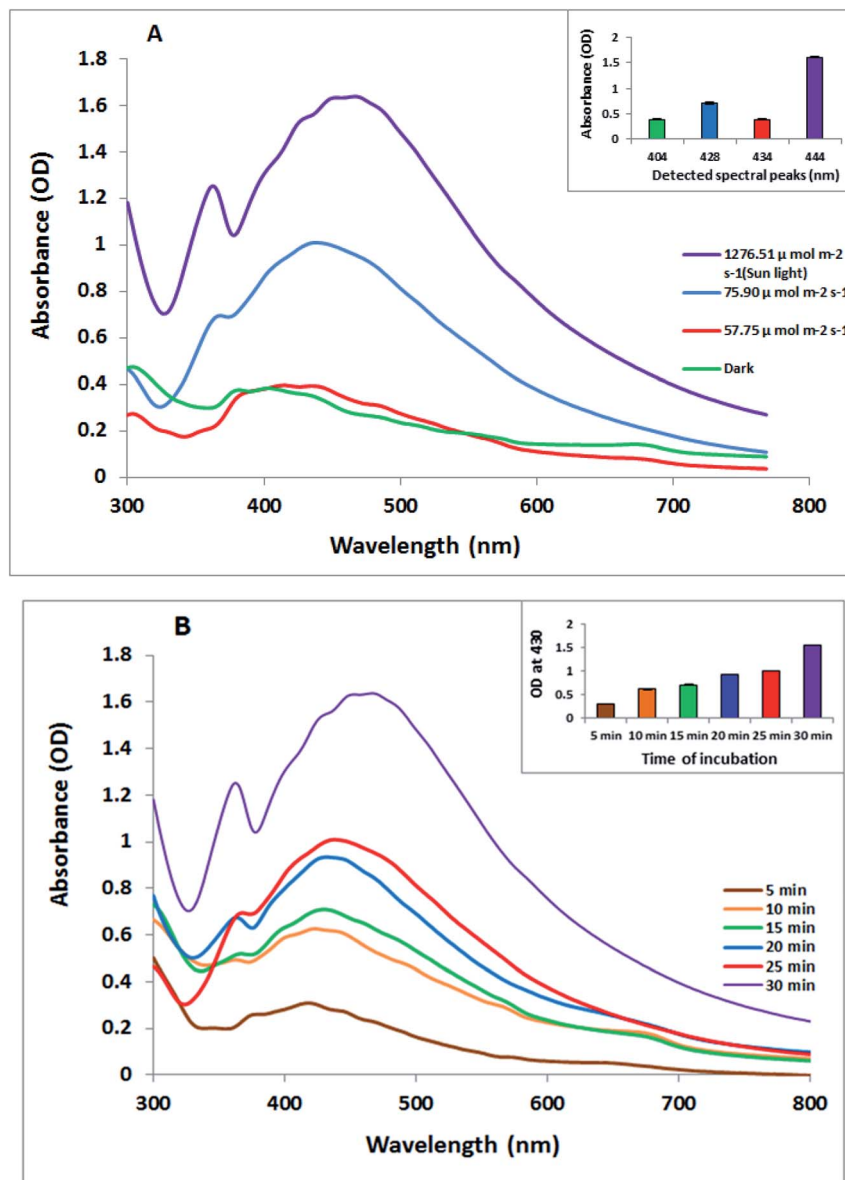 A
Absorbance (OD)
1.8
1.6
1.4
1.2
1
0.8
0.6
0.4
0.2
0
300 400 500 600 700 800
Wavelength (nm)
Absorbance (OD)
2
1.5
1
0.5
0
404 428 434 444
Detected spectral peaks (nm)
1276.51 µ mol m-2
s-1(Sun light)
75.90 µ mol m-2 s-1
57.75 µ mol m-2 s-1
Dark
B
Absorbance (OD)
1.8
1.6
1.4
1.2
1
0.8
0.6
0.4
0.2
0
300 400 500 600 700 800
Wavelength (nm)
OD at 430
2
1.5
1
0.5
0
5 min 10 min 15 min 20 min 25 min 30 min
Time of incubation
5 min
10 min
15 min
20 min
25 min
30 min